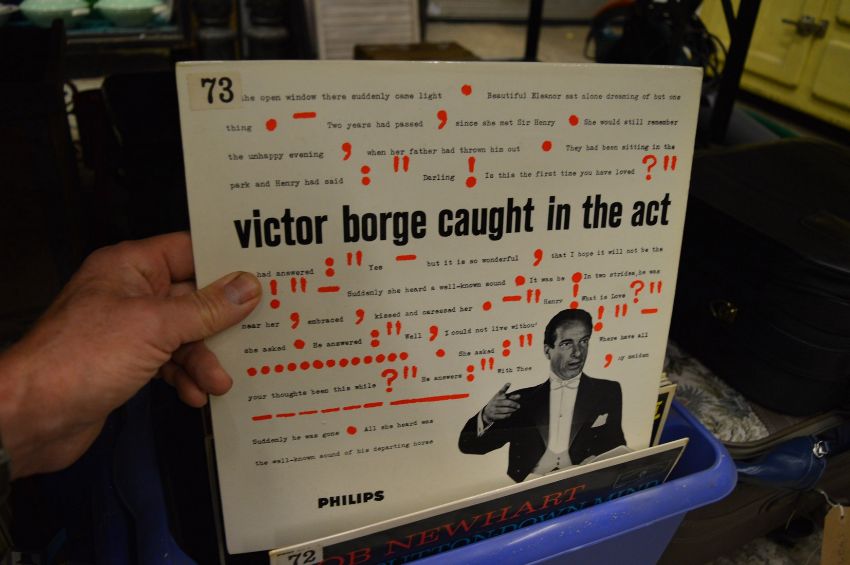 73
the open window there suddenly came light . Beautiful Eleanor sat alone dreaming of but one
thing . – Two years had passed , since she met Sir Henry . She would still remember
the unhappy evening , when her father had thrown him out . They had been sitting in the
park and Henry had said : " Darling ! Is this the first time you have loved ? "
victor borge caught in the act
had answered : " Yes – but it is so wonderful , that I hope it will not be the
! " – Suddenly she heard a well-known sound . It was he ! In two strides, he was
near her , embraced , kissed and caressed her . – " Henry ! What is Love ? "
she asked . He answered : " Well , I could not live without ! " –
. . . . . . . . . . . . . . She asked : " Where have all
your thoughts been this while ? " He answers : " With Thee , my maiden
– – – – – –
Suddenly he was gone . All she heard was
the well-known sound of his departing horse
PHILIPS
72
OB NEWHART
BUTTON-DOWN MIND